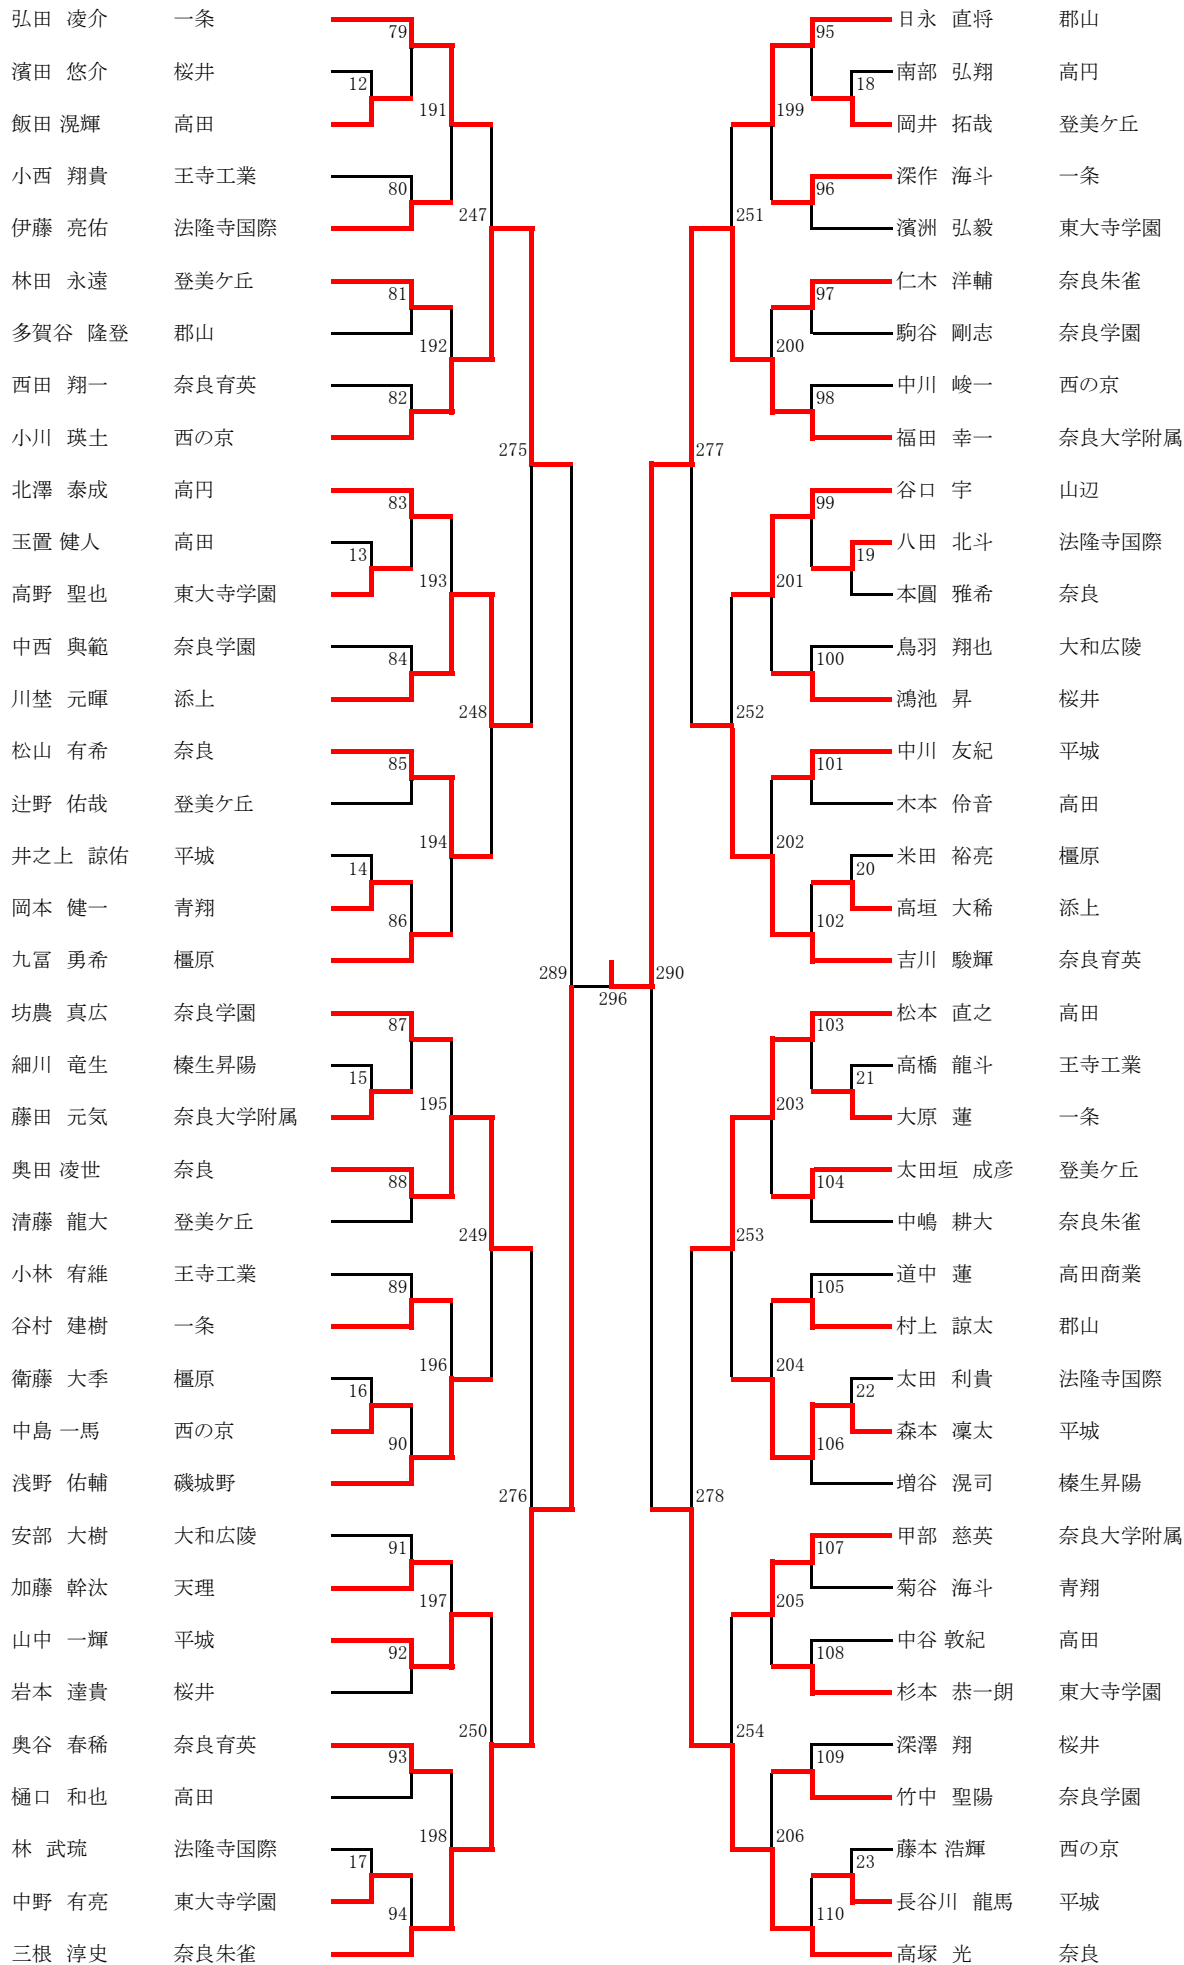 弘田 凌介 一条
濱田 悠介 桜井
飯田 滉輝 高田
小西 翔貴 王寺工業
伊藤 亮佑 法隆寺国際
林田 永遠 登美ケ丘
多賀谷 隆登 郡山
西田 翔一 奈良育英
小川 瑛士 西の京
北澤 泰成 高円
玉置 健人 高田
高野 聖也 東大寺学園
中西 與範 奈良学園
川埜 元暉 添上
松山 有希 奈良
辻野 佑哉 登美ケ丘
井之上 諒佑 平城
岡本 健一 青翔
九冨 勇希 橿原
坊農 真広 奈良学園
細川 竜生 榛生昇陽
藤田 元気 奈良大学附属
奥田 凌世 奈良
清藤 龍大 登美ケ丘
小林 宥維 王寺工業
谷村 建樹 一条
衛藤 大季 橿原
中島 一馬 西の京
浅野 佑輔 磯城野
安部 大樹 大和広陵
加藤 幹汰 天理
山中 一輝 平城
岩本 達貴 桜井
奥谷 春稀 奈良育英
樋口 和也 高田
林 武琉 法隆寺国際
中野 有亮 東大寺学園
三根 淳史 奈良朱雀
79
12
191
80
247
81
192
82
275
83
13
193
84
248
85
194
14
86
289
87
15
195
88
249
89
196
16
90
276
91
197
92
250
93
198
17
94
296
290
95
18
199
96
251
97
200
98
277
99
19
201
100
252
101
202
20
102
103
21
203
104
253
105
204
22
106
278
107
205
108
254
109
206
23
110
日永 直将 郡山
南部 弘翔 高円
岡井 拓哉 登美ケ丘
深作 海斗 一条
濱洲 弘毅 東大寺学園
仁木 洋輔 奈良朱雀
駒谷 剛志 奈良学園
中川 峻一 西の京
福田 幸一 奈良大学附属
谷口 宇 山辺
八田 北斗 法隆寺国際
本圓 雅希 奈良
鳥羽 翔也 大和広陵
鴻池 昇 桜井
中川 友紀 平城
木本 伶音 高田
米田 裕亮 橿原
高垣 大稀 添上
吉川 駿輝 奈良育英
松本 直之 高田
高橋 龍斗 王寺工業
大原 蓮 一条
太田垣 成彦 登美ケ丘
中嶋 耕大 奈良朱雀
道中 蓮 高田商業
村上 諒太 郡山
太田 利貴 法隆寺国際
森本 凜太 平城
増谷 滉司 榛生昇陽
甲部 慈英 奈良大学附属
菊谷 海斗 青翔
中谷 敦紀 高田
杉本 恭一朗 東大寺学園
深澤 翔 桜井
竹中 聖陽 奈良学園
藤本 浩輝 西の京
長谷川 龍馬 平城
高塚 光 奈良